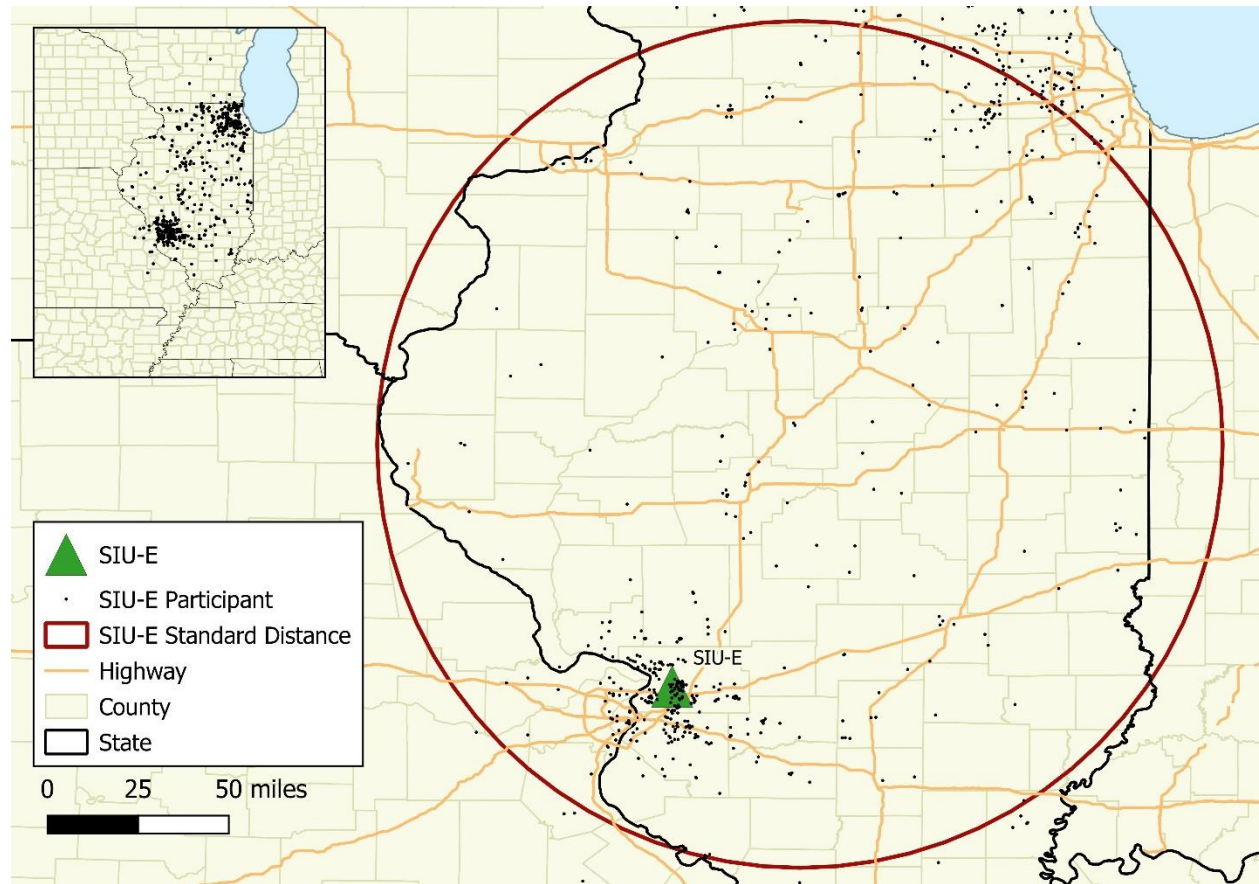 SIU-E
SIU-E
SIU-E Participant
SIU-E Standard Distance
Highway
County
State
0 25 50 miles